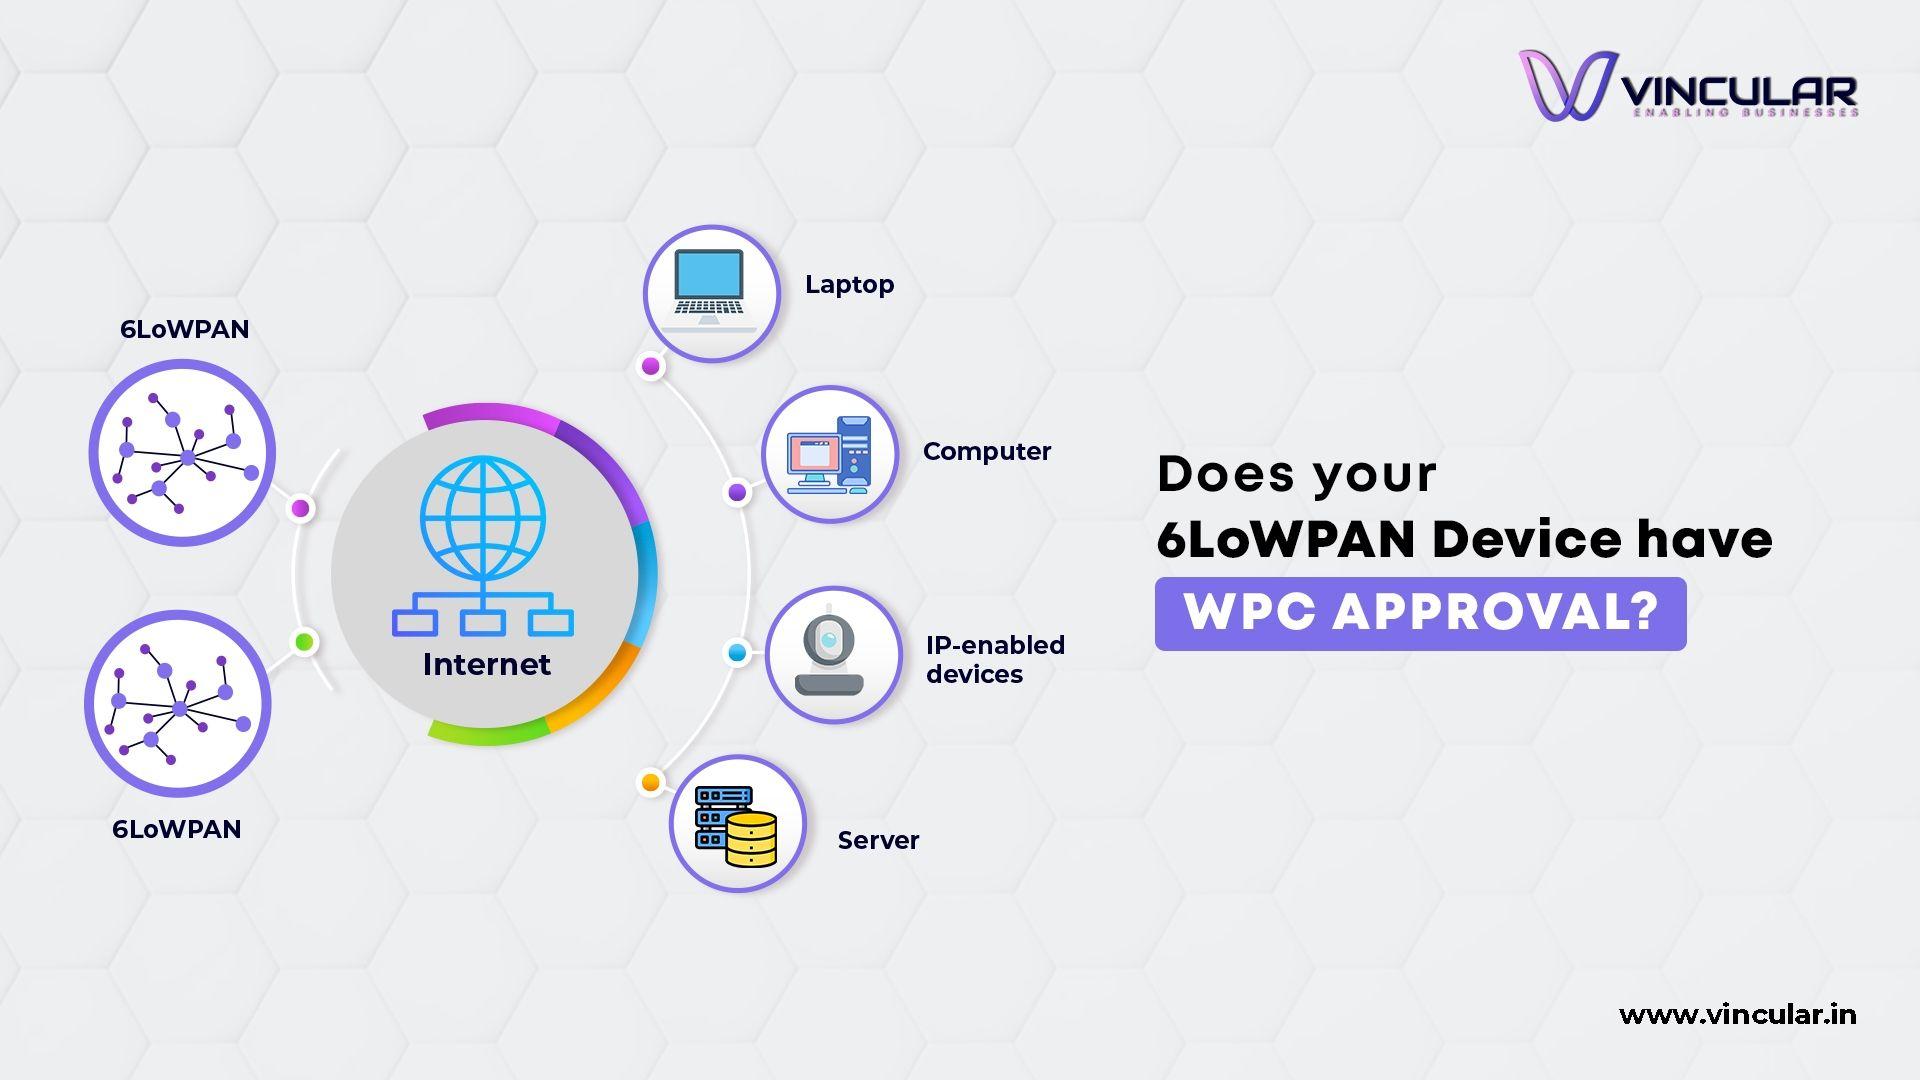 VINCULAR
ENABLING BUSINESSES
6LoWPAN
6LoWPAN
Internet
Laptop
Computer
IP-enabled
devices
Server
Does your
6LoWPAN Device have
WPC APPROVAL?
www.vincular.in